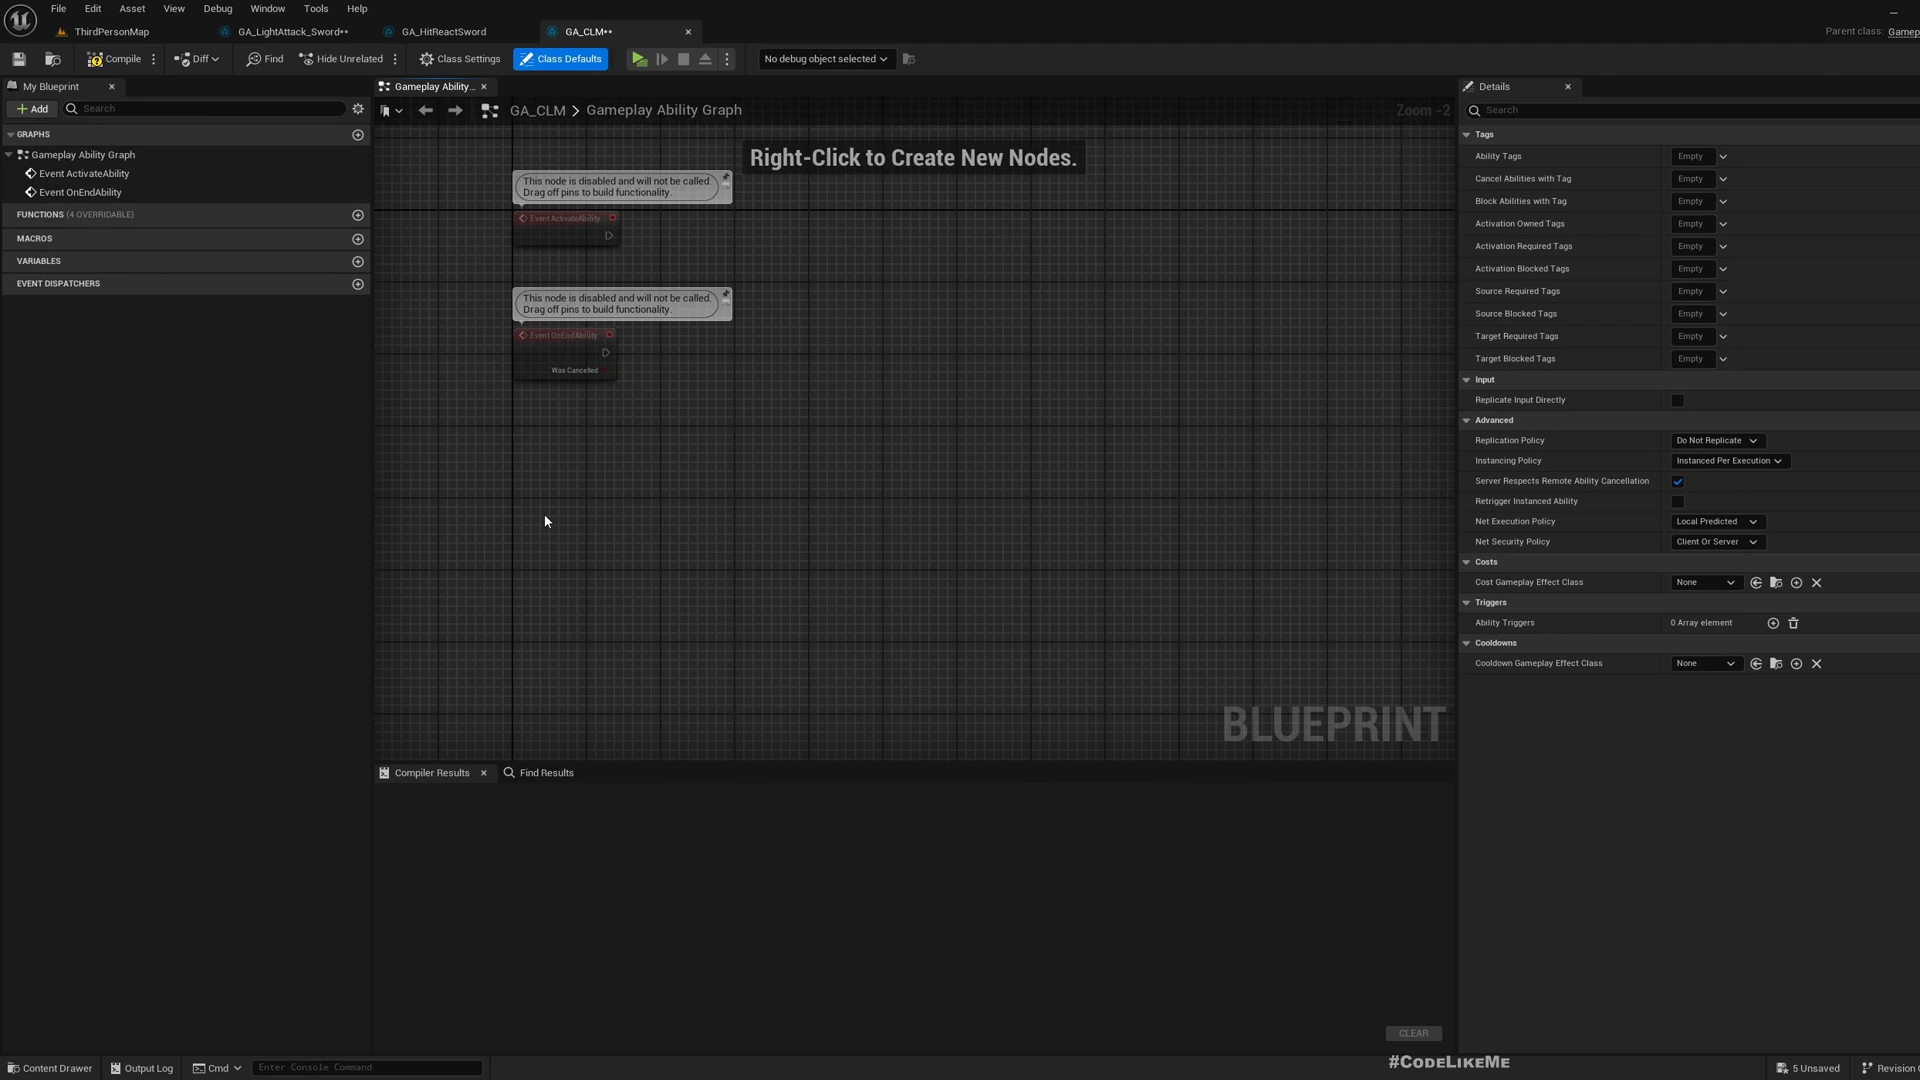 File Edit Asset View Debug Window Tools Help
ThirdPersonMap GA_LightAttack_Sword•• GA_HitReactSword GA_CLM••
Parent class: Gamep
Compile Diff Find Hide Unrelated Class Settings Class Defaults No debug object selected
My Blueprint
Add Search
GRAPHS
Gameplay Ability Graph
Event ActivateAbility
Event OnEndAbility
FUNCTIONS (4 OVERRIDABLE)
MACROS
VARIABLES
EVENT DISPATCHERS
Gameplay Ability...
GA_CLM > Gameplay Ability Graph
Zoom -2
Right-Click to Create New Nodes.
This node is disabled and will not be called.
Drag off pins to build functionality.
Event ActivateAbility
This node is disabled and will not be called.
Drag off pins to build functionality.
Event OnEndAbility
Was Cancelled
BLUEPRINT
Compiler Results Find Results
CLEAR
Details
Search
Tags
Ability Tags Empty
Cancel Abilities with Tag Empty
Block Abilities with Tag Empty
Activation Owned Tags Empty
Activation Required Tags Empty
Activation Blocked Tags Empty
Source Required Tags Empty
Source Blocked Tags Empty
Target Required Tags Empty
Target Blocked Tags Empty
Input
Replicate Input Directly
Advanced
Replication Policy Do Not Replicate
Instancing Policy Instanced Per Execution
Server Respects Remote Ability Cancellation
Retrigger Instanced Ability
Net Execution Policy Local Predicted
Net Security Policy Client Or Server
Costs
Cost Gameplay Effect Class None
Triggers
Ability Triggers 0 Array element
Cooldowns
Cooldown Gameplay Effect Class None
#CodeLikeMe
Content Drawer Output Log Cmd Enter Console Command 5 Unsaved Revision C